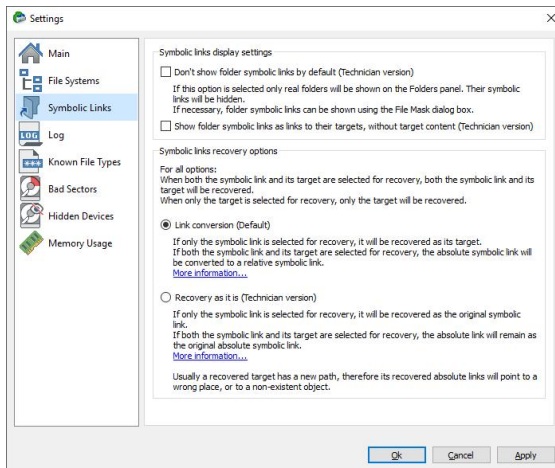 Settings
Main
File Systems
Symbolic Links
LOG
Log
Known File Types
Bad Sectors
Hidden Devices
Memory Usage
Symbolic links display settings
Don't show folder symbolic links by default (Technician version)
If this option is selected only real folders will be shown on the Folders panel. Their symbolic
links will be hidden.
If necessary, folder symbolic links can be shown using the File Mask dialog box.
Show folder symbolic links as links to their targets, without target content (Technician version)
Symbolic links recovery options
For all options:
When both the symbolic link and its target are selected for recovery, both the symbolic link and its
target will be recovered.
When only the target is selected for recovery, only the target will be recovered.
Link conversion (Default)
If only the symbolic link is selected for recovery, it will be recovered as its target.
If both the symbolic link and its target are selected for recovery, the absolute symbolic link will
be converted to a relative symbolic link.
More information...
Recovery as it is (Technician version)
If only the symbolic link is selected for recovery, it will be recovered as the original symbolic
link.
If both the symbolic link and its target are selected for recovery, the absolute link will remain as
the original absolute symbolic link.
More information...
Usually a recovered target has a new path, therefore its recovered absolute links will point to a
wrong place, or to a non-existent object.
Ok
Cancel
Apply